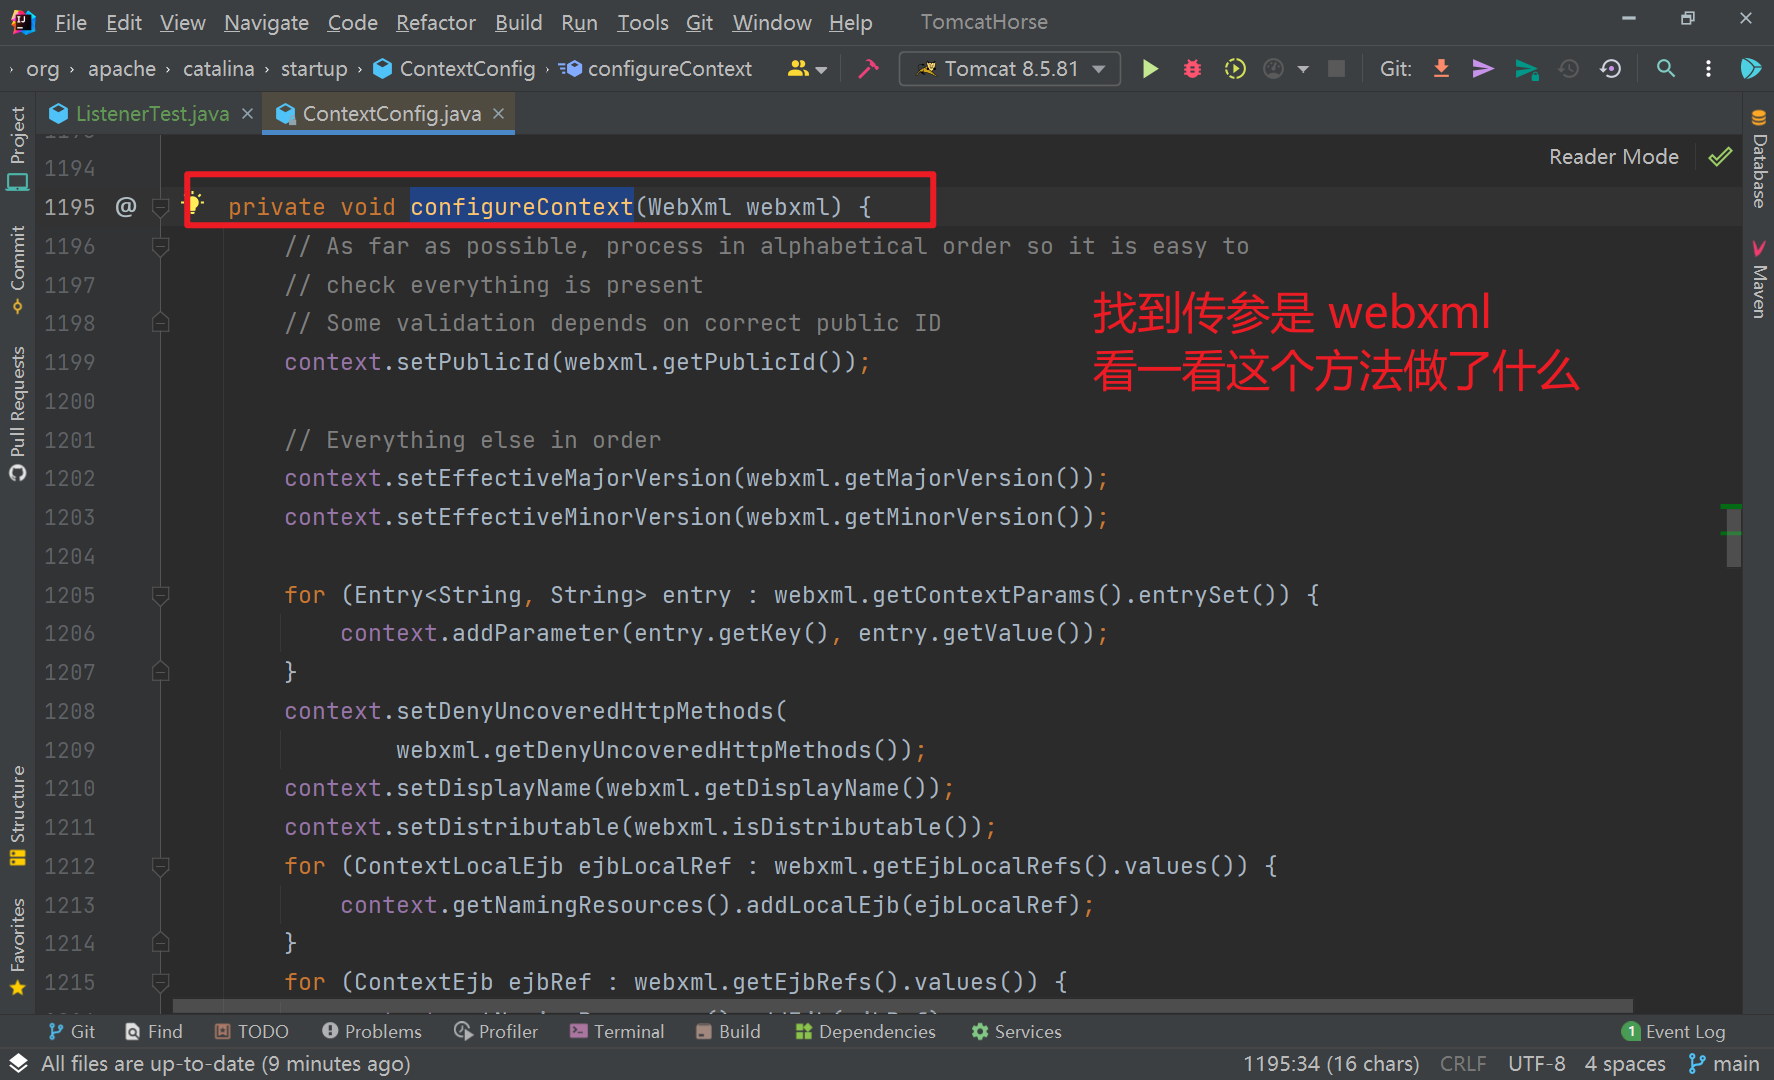 File Edit View Navigate Code Refactor Build Run Tools Git Window Help TomcatHorse
org › apache › catalina › startup › ContextConfig › configureContext Tomcat 8.5.81 Git:
ListenerTest.java × ContextConfig.java ×
Reader Mode
1194
1195 @ private void configureContext(WebXml webxml) {
1196 // As far as possible, process in alphabetical order so it is easy to
1197 // check everything is present
1198 // Some validation depends on correct public ID
1199 context.setPublicId(webxml.getPublicId());
1200
1201 // Everything else in order
1202 context.setEffectiveMajorVersion(webxml.getMajorVersion());
1203 context.setEffectiveMinorVersion(webxml.getMinorVersion());
1204
1205 for (Entry<String, String> entry : webxml.getContextParams().entrySet()) {
1206 context.addParameter(entry.getKey(), entry.getValue());
1207 }
1208 context.setDenyUncoveredHttpMethods(
1209 webxml.getDenyUncoveredHttpMethods());
1210 context.setDisplayName(webxml.getDisplayName());
1211 context.setDistributable(webxml.isDistributable());
1212 for (ContextLocalEjb ejbLocalRef : webxml.getEjbLocalRefs().values()) {
1213 context.getNamingResources().addLocalEjb(ejbLocalRef);
1214 }
1215 for (ContextEjb ejbRef : webxml.getEjbRefs().values()) {
找到传参是 webxml
看一看这个方法做了什么
Project
Commit
Pull Requests
Structure
Favorites
Database
Maven
Git Find TODO Problems Profiler Terminal Build Dependencies Services 1 Event Log
All files are up-to-date (9 minutes ago) 1195:34 (16 chars) CRLF UTF-8 4 spaces main